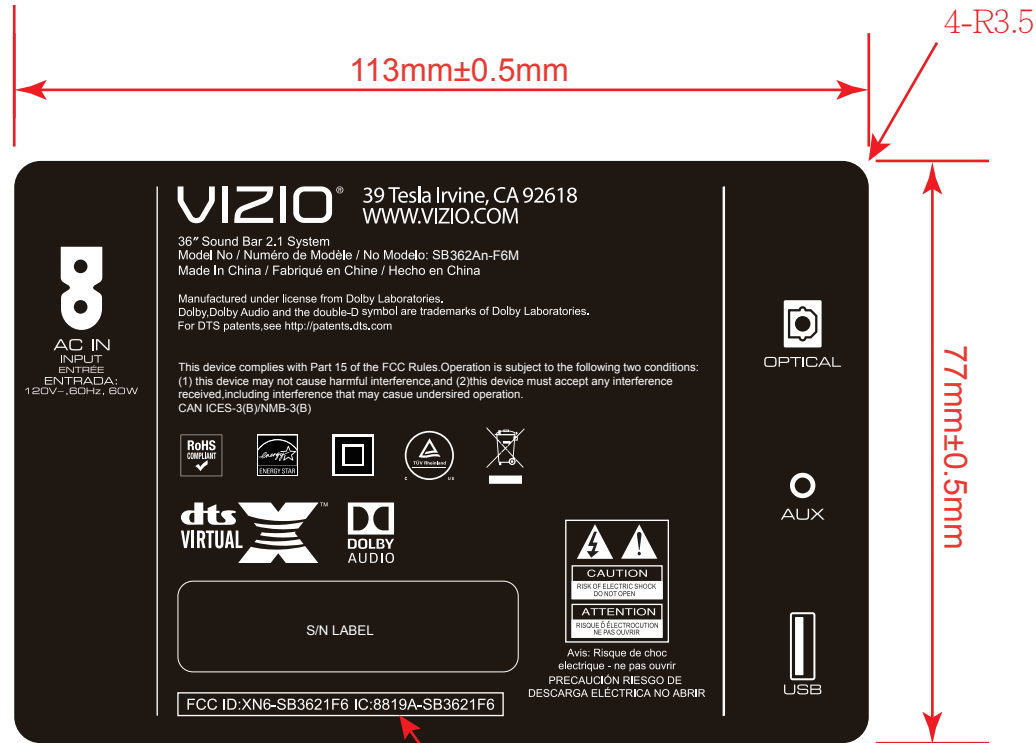 4-R3.5
113mm±0.5mm
VIZIO®
39 Tesla Irvine, CA 92618
WWW.VIZIO.COM
36″ Sound Bar 2.1 System
Model No / Numéro de Modèle / No Modelo: SB362An-F6M
Made In China / Fabriqué en Chine / Hecho en China
Manufactured under license from Dolby Laboratories.
Dolby,Dolby Audio and the double-D symbol are trademarks of Dolby Laboratories.
For DTS patents,see http://patents.dts.com
AC IN
INPUT
ENTRÉE
ENTRADA:
120V~,60Hz, 60W
This device complies with Part 15 of the FCC Rules.Operation is subject to the following two conditions:
(1) this device may not cause harmful interference,and (2)this device must accept any interference
received,including interference that may casue undersired operation.
CAN ICES-3(B)/NMB-3(B)
RoHS
COMPLIANT
energy
ENERGY STAR
TÜV Rheinland
C US
dts
VIRTUAL X™
DOLBY
AUDIO
S/N LABEL
FCC ID:XN6-SB3621F6 IC:8819A-SB3621F6
CAUTION
RISK OF ELECTRIC SHOCK
DO NOT OPEN
ATTENTION
RISQUE D́ ÉLECTROCUTION
NE PAS OUVRIR
Avis: Risque de choc
electrique - ne pas ouvrir
PRECAUCIÓN RIESGO DE
DESCARGA ELÉCTRICA NO ABRIR
OPTICAL
AUX
USB
77mm±0.5mm